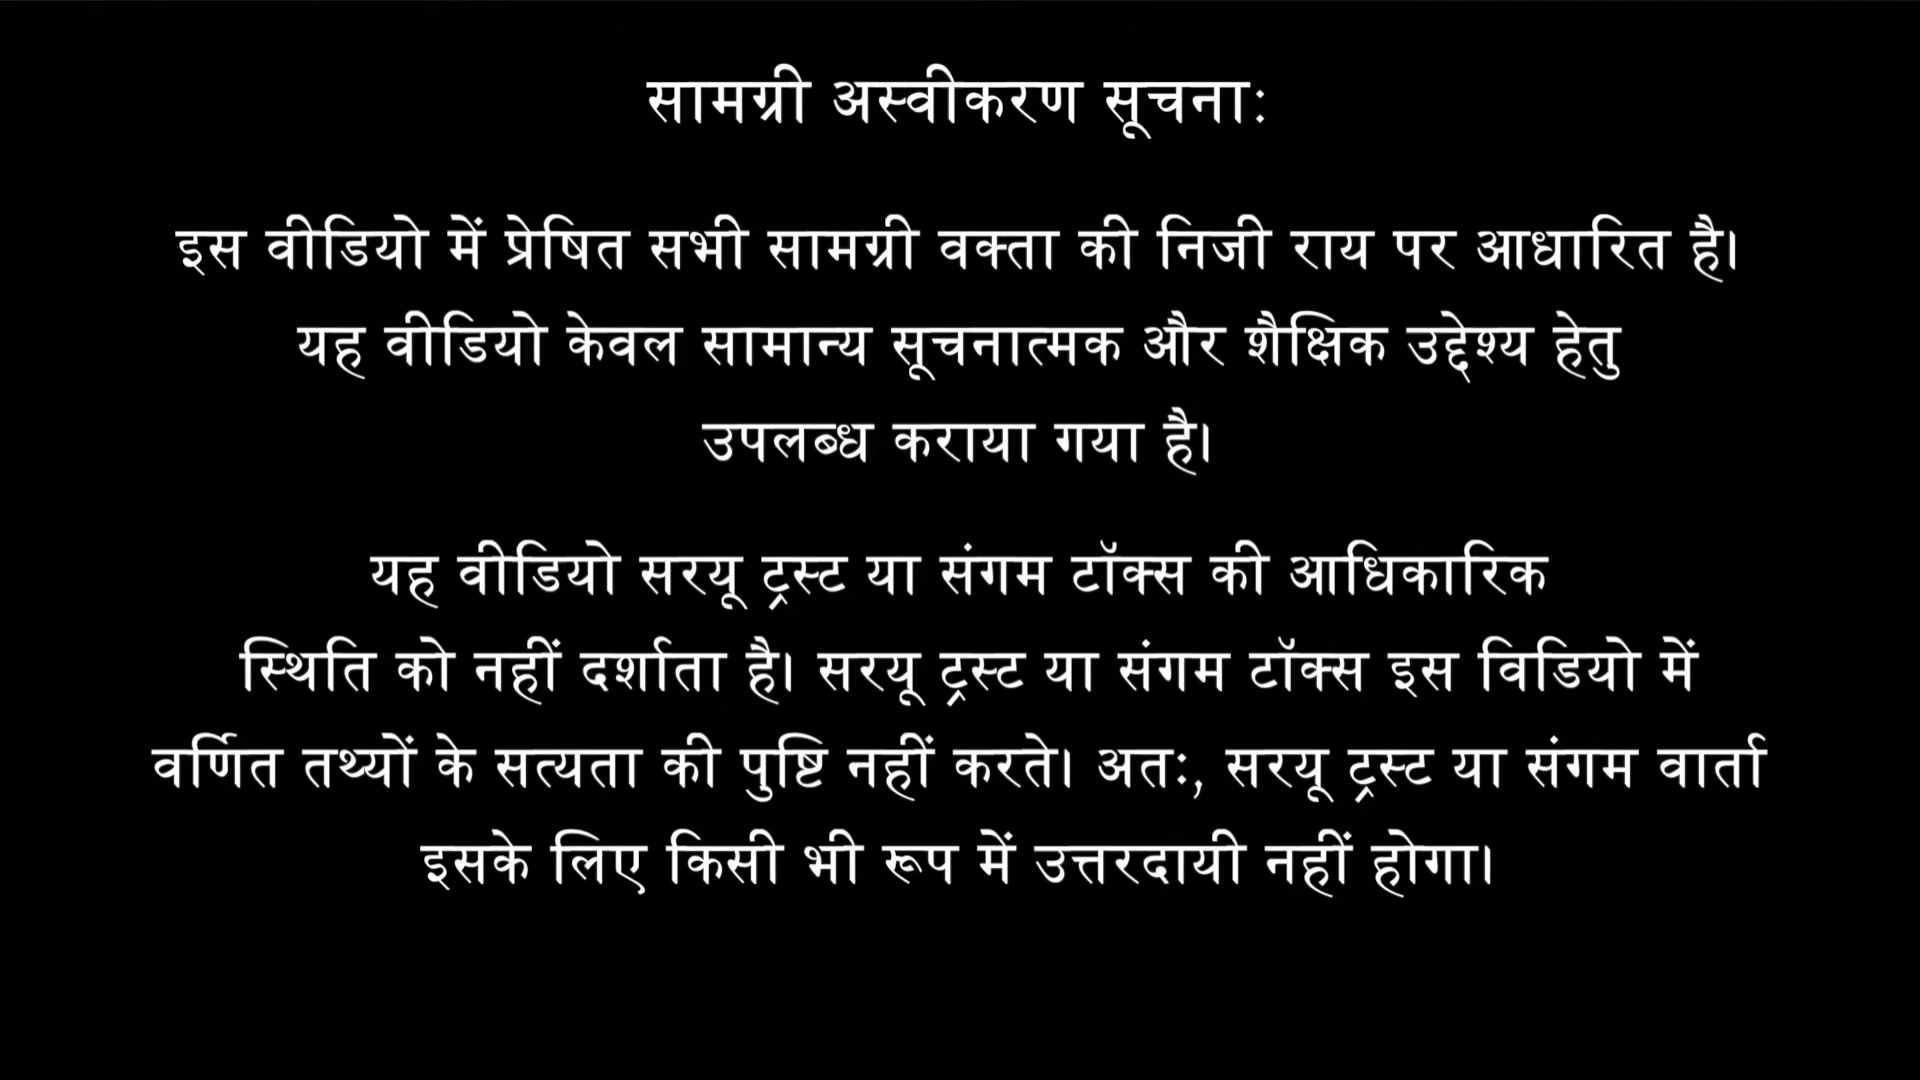 सामग्री अस्वीकरण सूचना:
इस वीडियो में प्रेषित सभी सामग्री वक्ता की निजी राय पर आधारित है।
यह वीडियो केवल सामान्य सूचनात्मक और शैक्षिक उद्देश्य हेतु
उपलब्ध कराया गया है।
यह वीडियो सरयू ट्रस्ट या संगम टॉक्स की आधिकारिक
स्थिति को नहीं दर्शाता है। सरयू ट्रस्ट या संगम टॉक्स इस विडियो में
वर्णित तथ्यों के सत्यता की पुष्टि नहीं करते। अतः, सरयू ट्रस्ट या संगम वार्ता
इसके लिए किसी भी रूप में उत्तरदायी नहीं होगा।